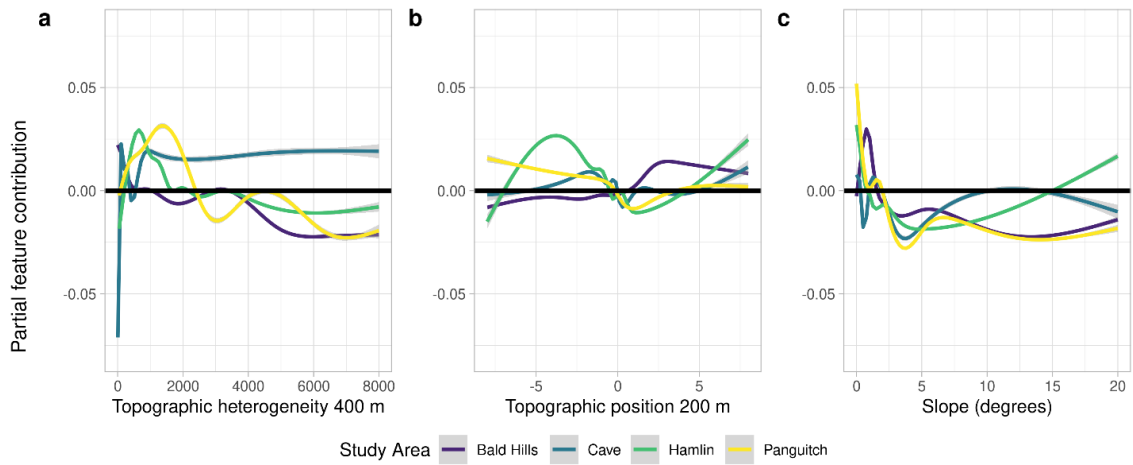 a
b
c
Partial feature contribution
0.05
0.00
-0.05
0.05
0.00
-0.05
0.05
0.00
-0.05
0 2000 4000 6000 8000
-5 0 5
0 5 10 15 20
Topographic heterogeneity 400 m
Topographic position 200 m
Slope (degrees)
Study Area Bald Hills Cave Hamlin Panguitch